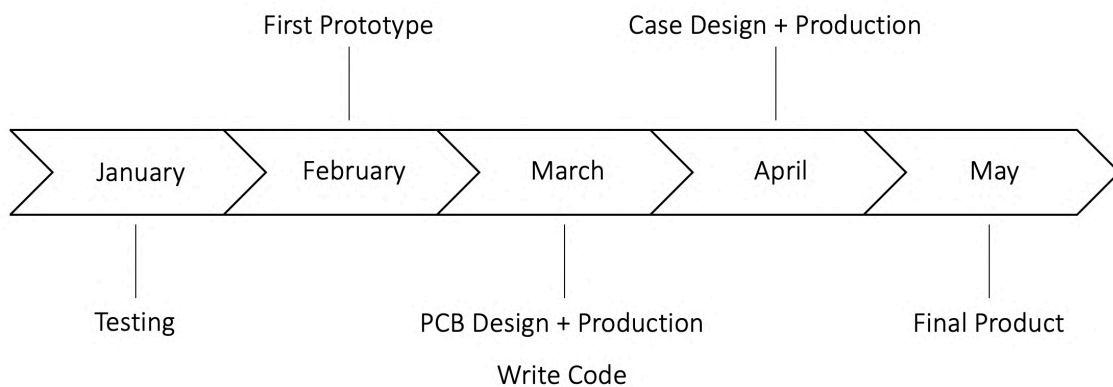 First Prototype
Case Design + Production
January
February
March
April
May
Testing
PCB Design + Production
Final Product
Write Code